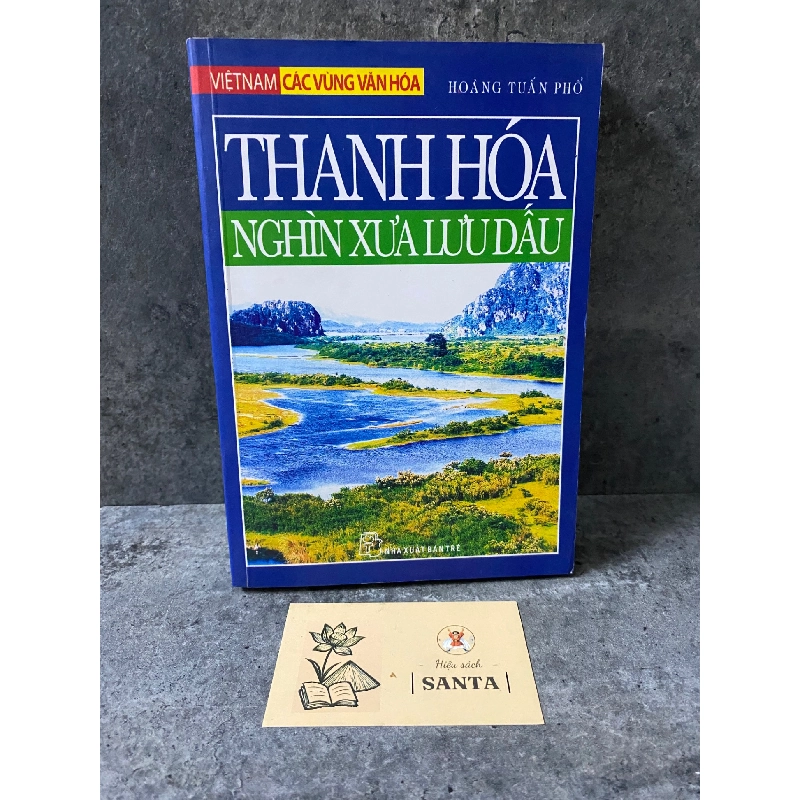 VIỆTNAM CÁC VÙNG VĂN HÓA HOÀNG TUẤN PHỔ
THANH HÓA
NGHÌN XƯA LƯU DẤU
NHÀ XUẤT BẢN TRẺ
Hiệu sách
SANTA